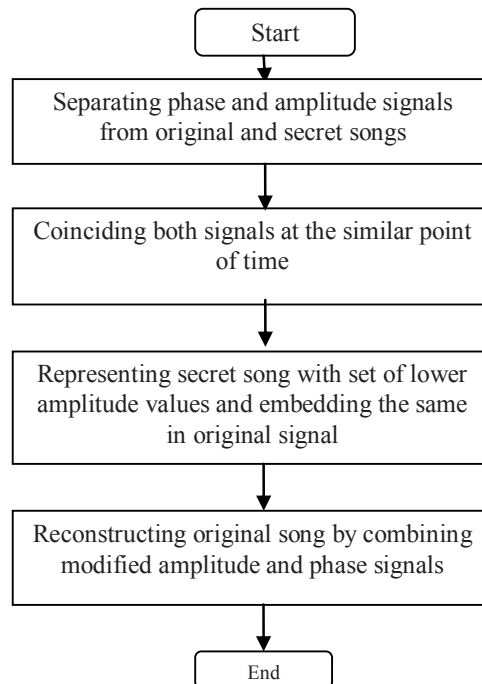 Start
Separating phase and amplitude signals
from original and secret songs
Coinciding both signals at the similar point
of time
Representing secret song with set of lower
amplitude values and embedding the same
in original signal
Reconstructing original song by combining
modified amplitude and phase signals
End